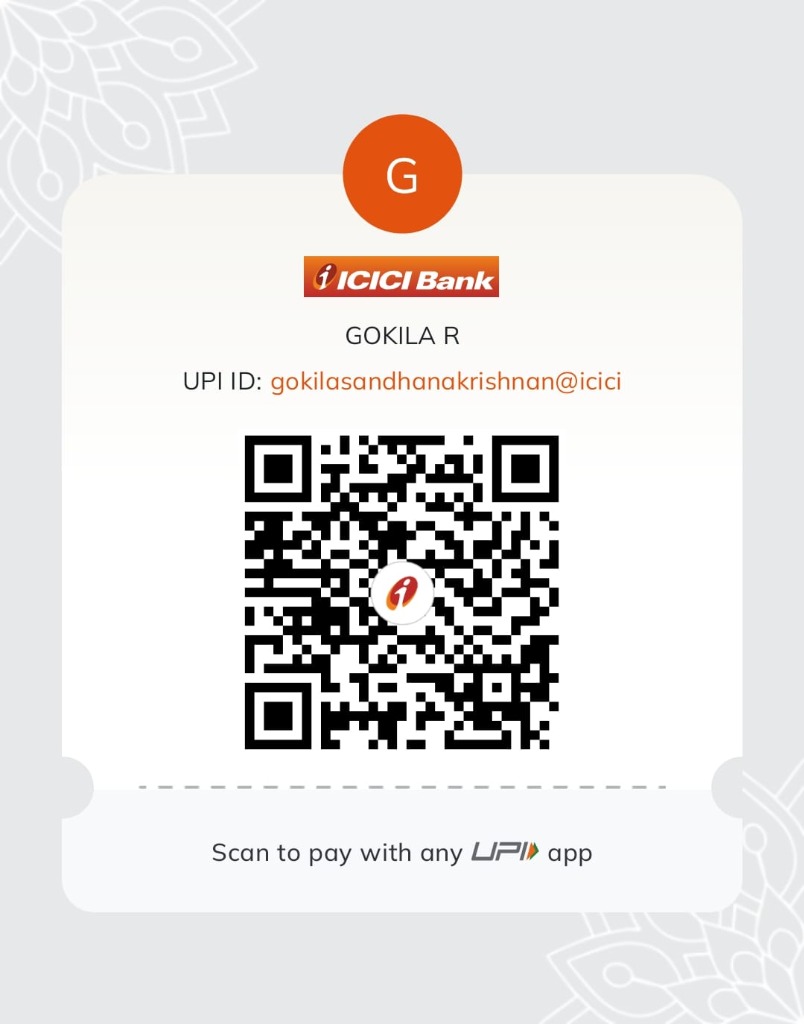 G
ICICI Bank
GOKILA R
UPI ID: gokilasandhanakrishnan@icici
Scan to pay with any UPI app